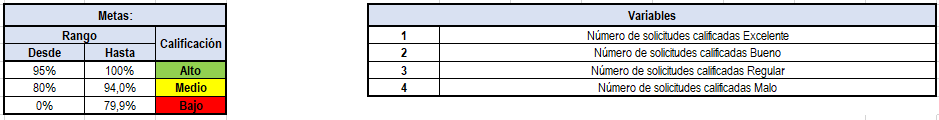 Metas:
Rango
Calificación
Desde Hasta
95% 100% Alto
80% 94,0% Medio
0% 79,9% Bajo
Variables
1 Número de solicitudes calificadas Excelente
2 Número de solicitudes calificadas Bueno
3 Número de solicitudes calificadas Regular
4 Número de solicitudes calificadas Malo